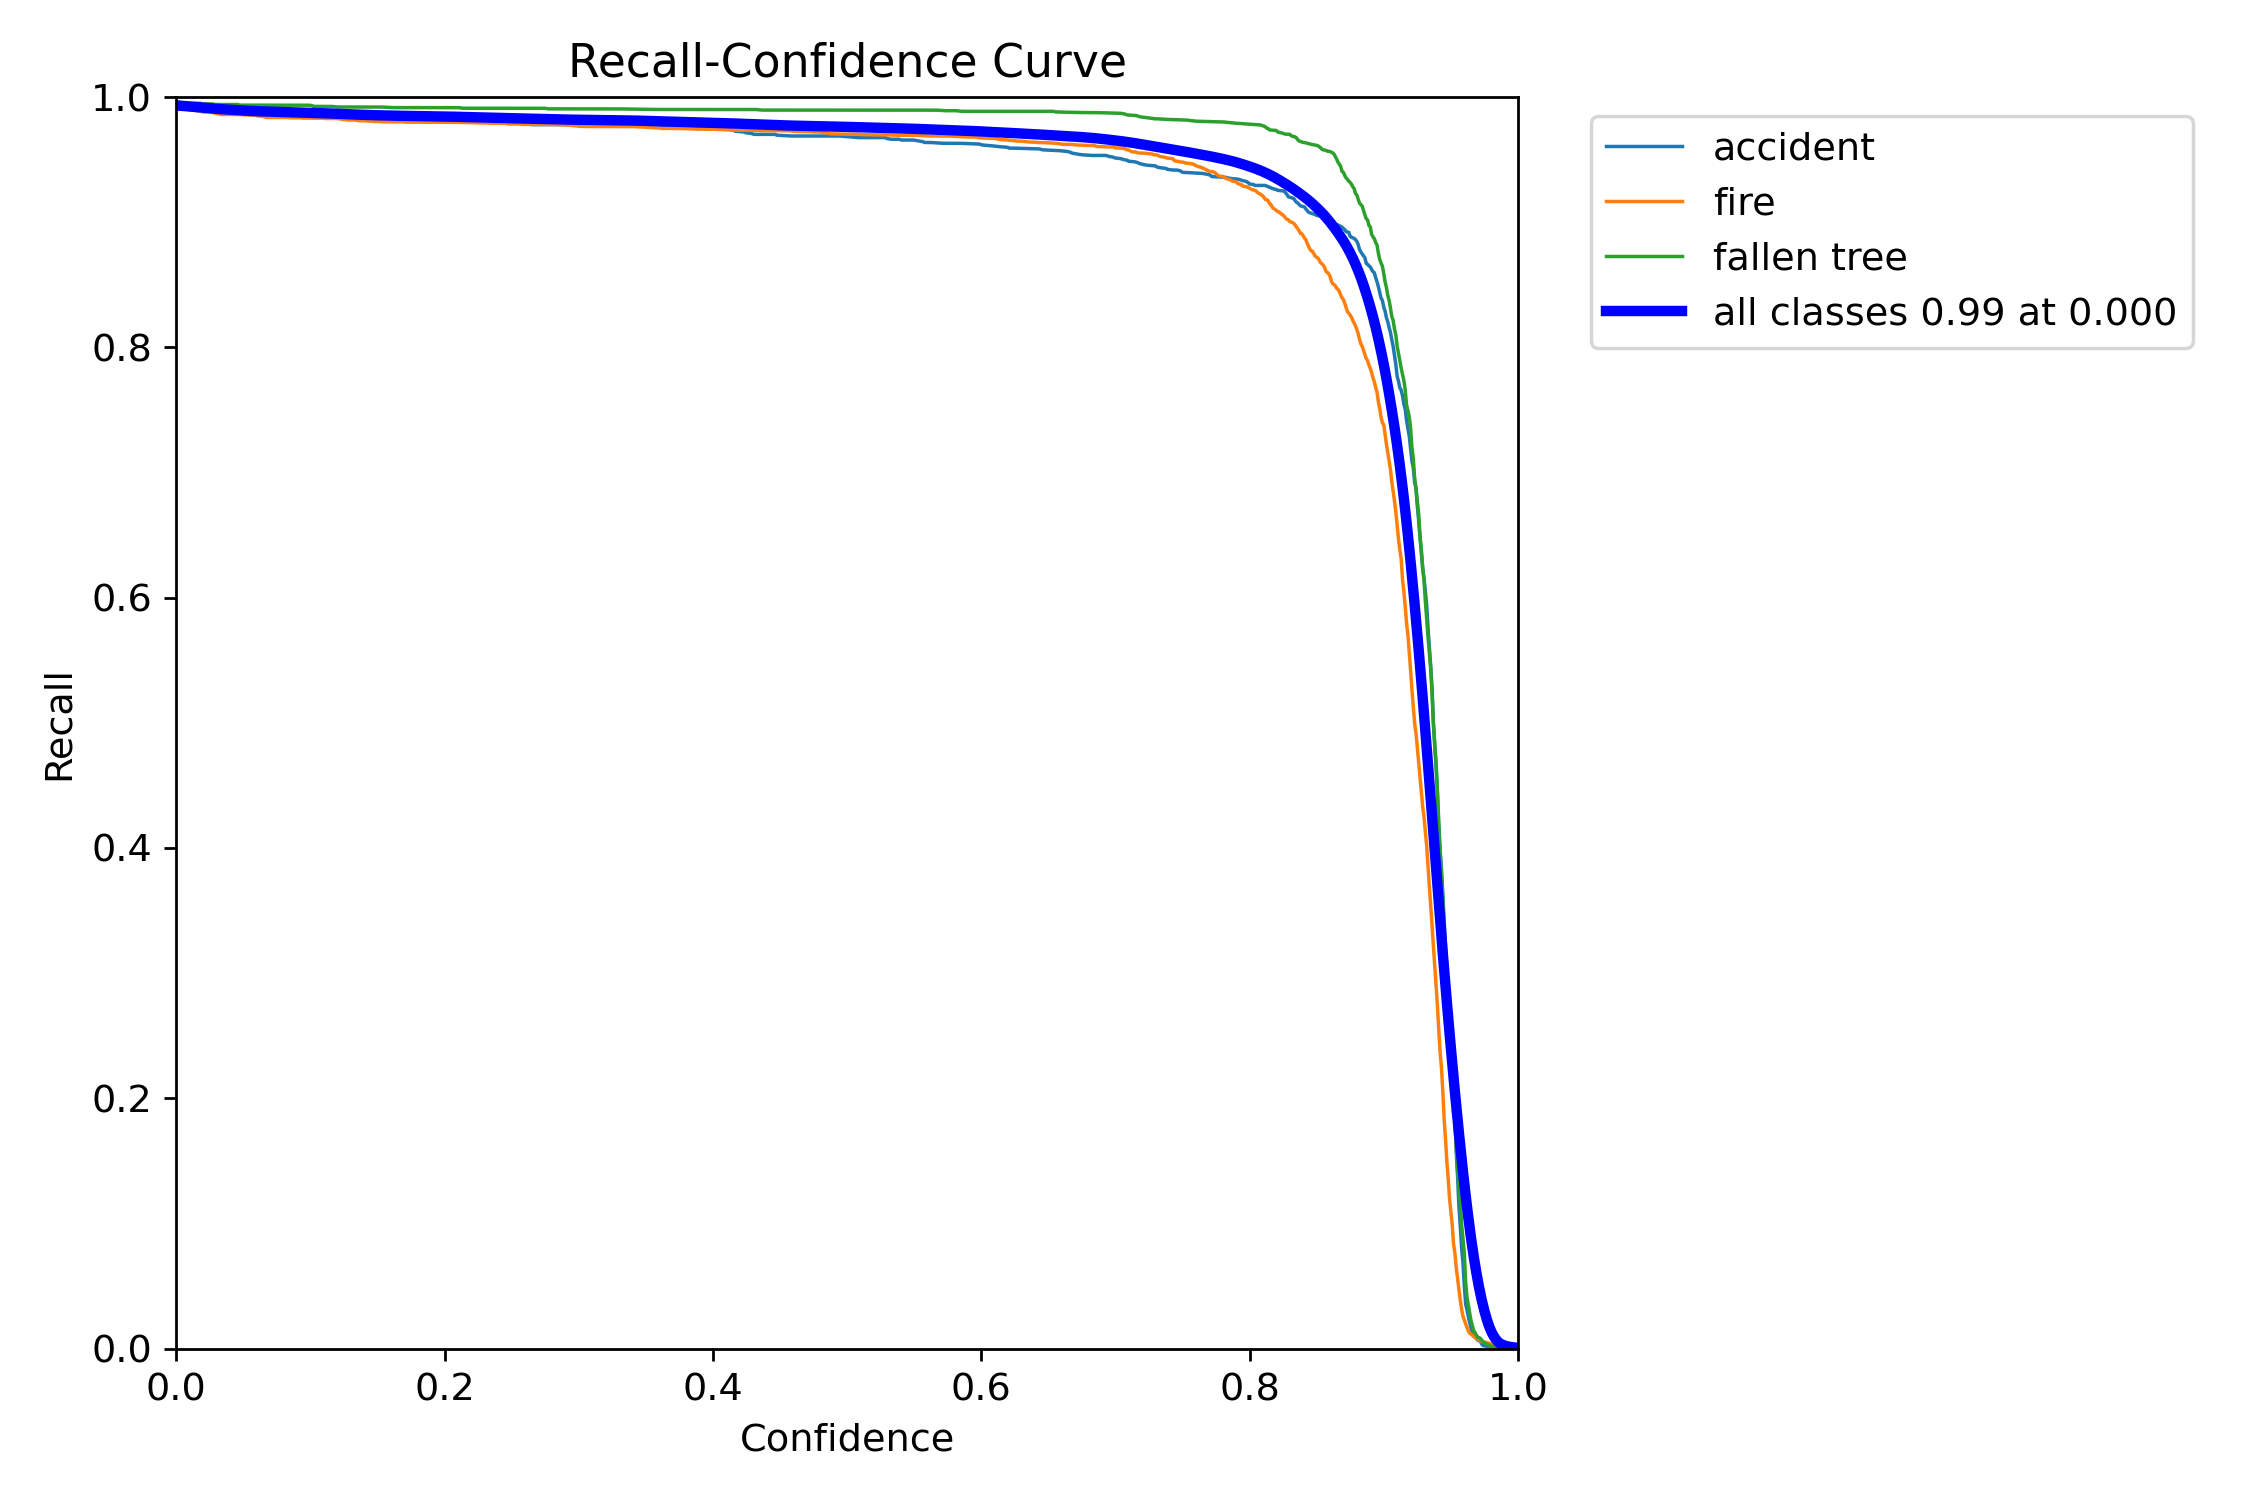 Recall-Confidence Curve
1.0
0.8
0.6
0.4
0.2
0.0
Recall
0.0 0.2 0.4 0.6 0.8 1.0
Confidence
accident
fire
fallen tree
all classes 0.99 at 0.000